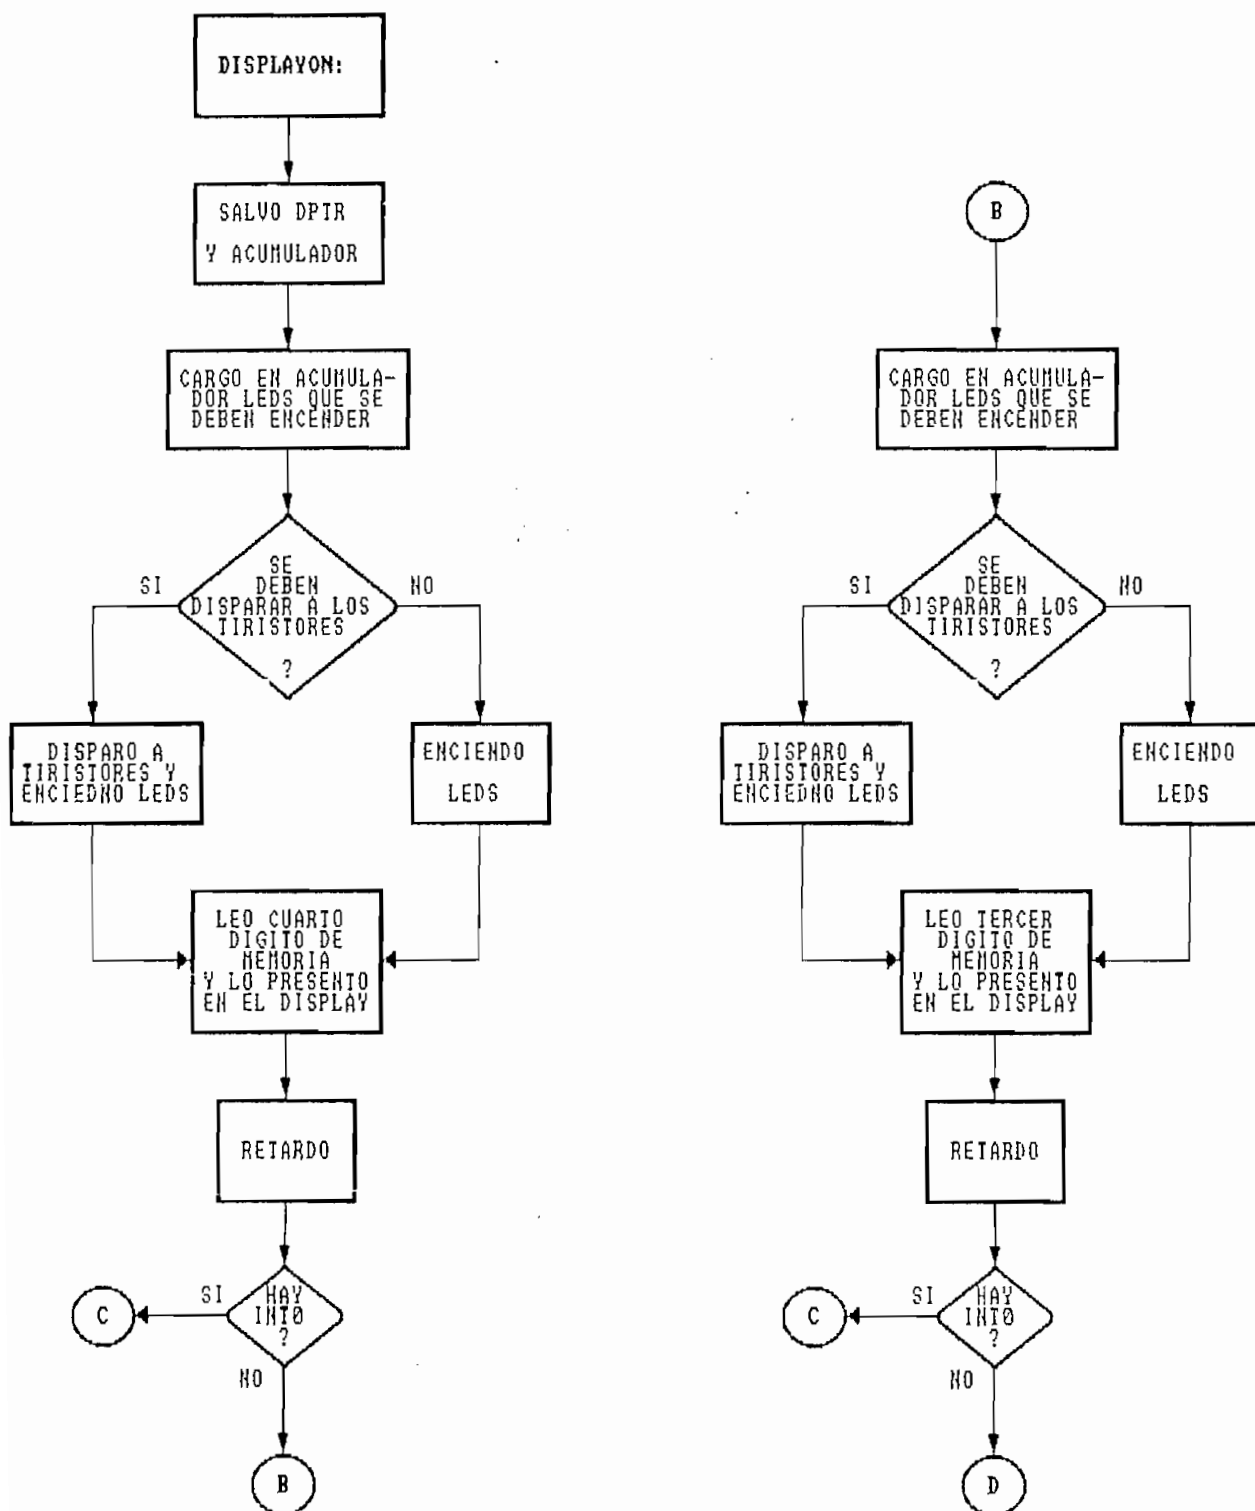 DISPLAYON:
SALVO DPTR
Y ACUMULADOR
CARGO EN ACUMULA-
DOR LEDS QUE SE
DEBEN ENCENDER
SE
DEBEN
DISPARAR A LOS
TIRISTORES
?
SI
NO
DISPARO A
TIRISTORES Y
ENCIEDNO LEDS
ENCIENDO
LEDS
LEO CUARTO
DIGITO DE
MEMORIA
Y LO PRESENTO
EN EL DISPLAY
RETARDO
HAY
INT0
?
SI
C
NO
B
B
CARGO EN ACUMULA-
DOR LEDS QUE SE
DEBEN ENCENDER
SE
DEBEN
DISPARAR A LOS
TIRISTORES
?
SI
NO
DISPARO A
TIRISTORES Y
ENCIEDNO LEDS
ENCIENDO
LEDS
LEO TERCER
DIGITO DE
MEMORIA
Y LO PRESENTO
EN EL DISPLAY
RETARDO
HAY
INT0
?
SI
C
NO
D